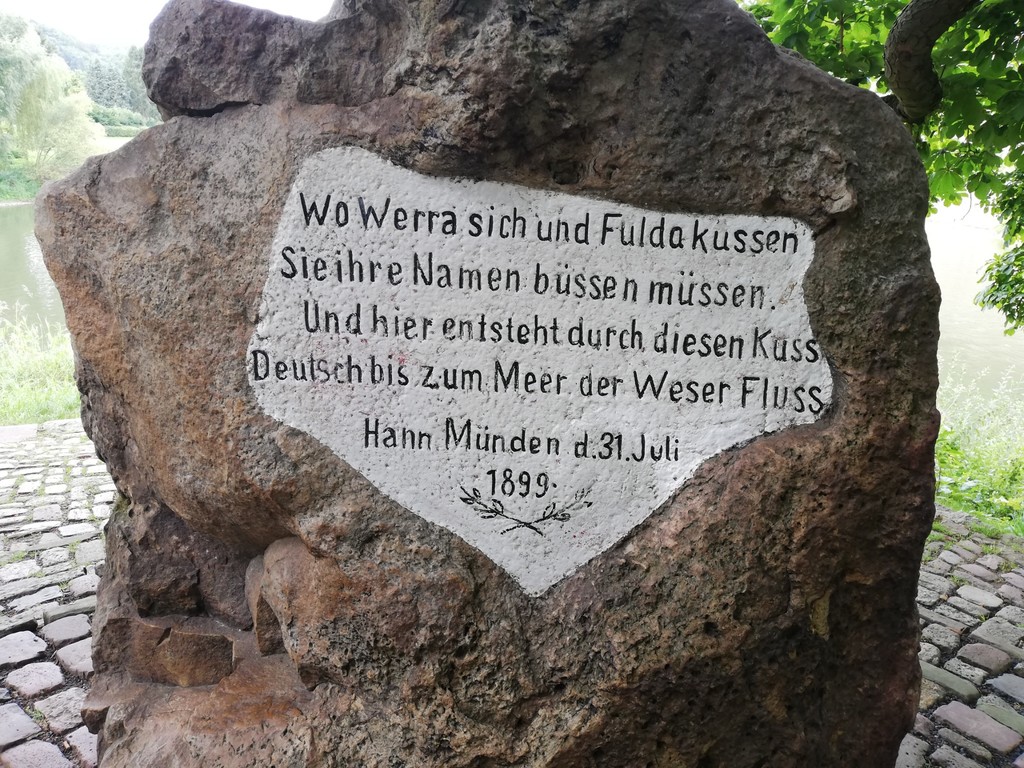 Wo Werra sich und Fulda kussen
Sie ihre Namen büssen müssen.
Und hier entsteht durch diesen Kuss
Deutsch bis zum Meer der Weser Fluss
Hann. Münden d. 31. Juli
1899.